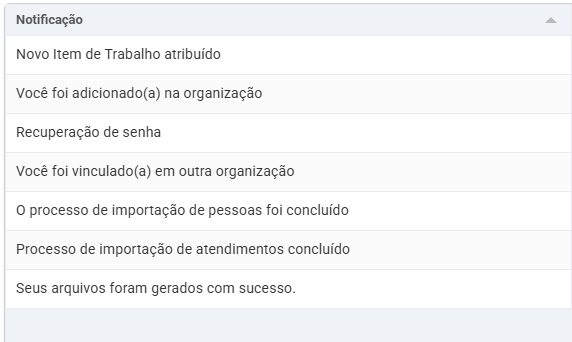 Notificação
Novo Item de Trabalho atribuído
Você foi adicionado(a) na organização
Recuperação de senha
Você foi vinculado(a) em outra organização
O processo de importação de pessoas foi concluído
Processo de importação de atendimentos concluído
Seus arquivos foram gerados com sucesso.